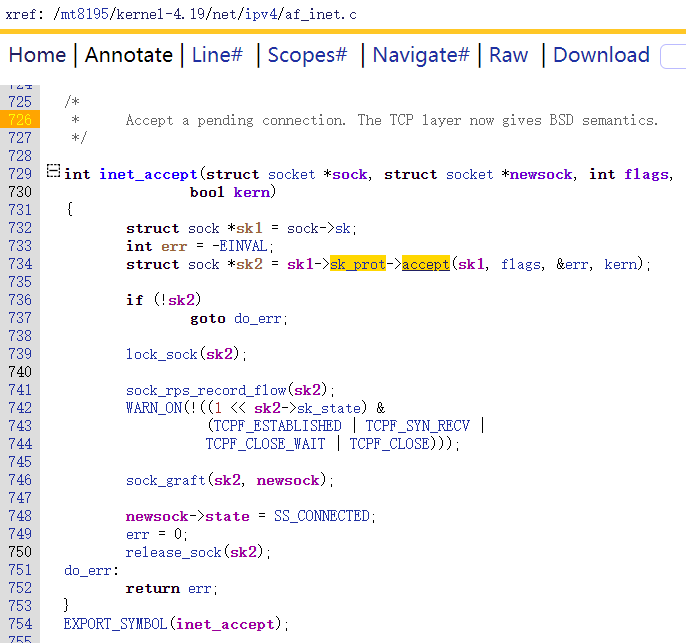 xref: /mt8195/kernel-4.19/net/ipv4/af_inet.c
Home | Annotate | Line# | Scopes# | Navigate# | Raw | Download
724
725 /*
726 * Accept a pending connection. The TCP layer now gives BSD semantics.
727 */
728
729 int inet_accept(struct socket *sock, struct socket *newsock, int flags,
730 bool kern)
731 {
732 struct sock *sk1 = sock->sk;
733 int err = -EINVAL;
734 struct sock *sk2 = sk1->sk_prot->accept(sk1, flags, &err, kern);
735
736 if (!sk2)
737 goto do_err;
738
739 lock_sock(sk2);
740
741 sock_rps_record_flow(sk2);
742 WARN_ON(!((1 << sk2->sk_state) &
743 (TCPF_ESTABLISHED | TCPF_SYN_RECV |
744 TCPF_CLOSE_WAIT | TCPF_CLOSE)));
745
746 sock_graft(sk2, newsock);
747
748 newsock->state = SS_CONNECTED;
749 err = 0;
750 release_sock(sk2);
751 do_err:
752 return err;
753 }
754 EXPORT_SYMBOL(inet_accept);
755